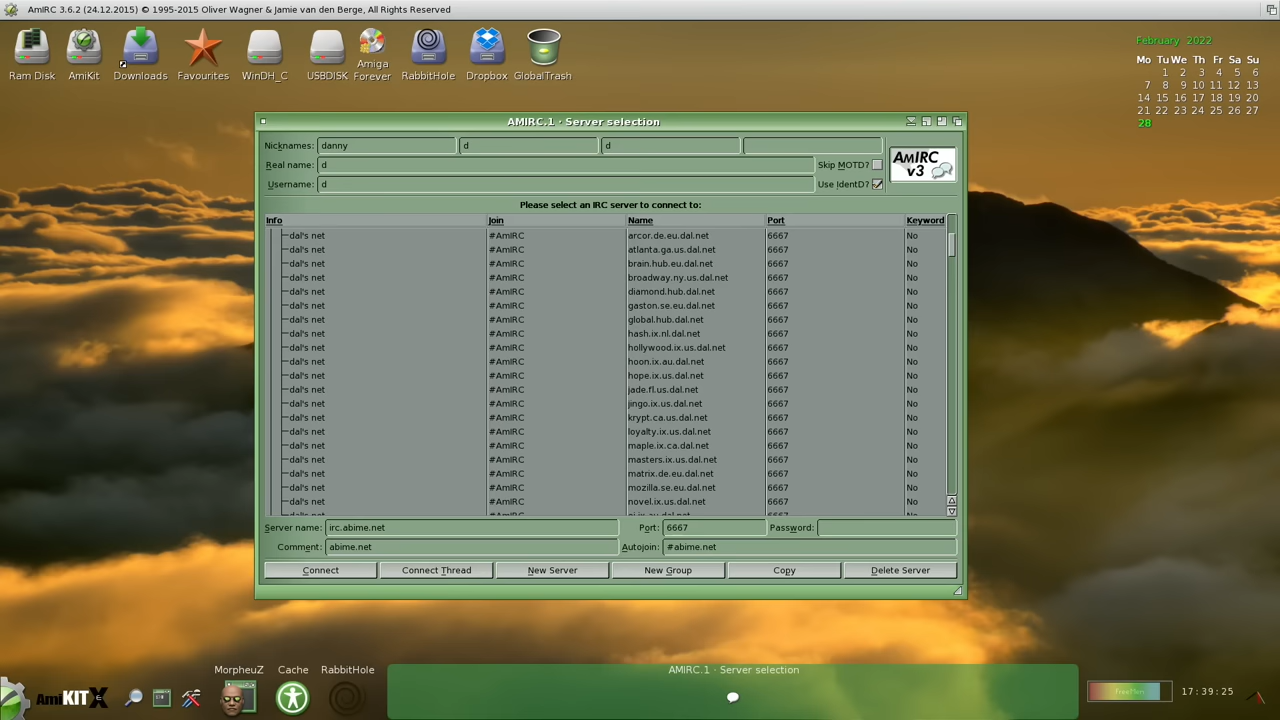 AmIRC 3.6.2 (24.12.2015) © 1995-2015 Oliver Wagner & Jamie van den Berge, All Rights Reserved
Ram Disk AmiKit Downloads Favourites WinDH_C USBDISK Amiga Forever RabbitHole Dropbox GlobalTrash
February 2022
Mo Tu We Th Fr Sa Su
1 2 3 4 5 6
7 8 9 10 11 12 13
14 15 16 17 18 19 20
21 22 23 24 25 26 27
28
AMIRC.1 · Server selection
Nicknames: danny d d
Real name: d Skip MOTD?
Username: d Use IdentD?
AMIRC
v3
Please select an IRC server to connect to:
Info Join Name Port Keyword
dal's net #AmIRC arcor.de.eu.dal.net 6667 No
dal's net #AmIRC atlanta.ga.us.dal.net 6667 No
dal's net #AmIRC brain.hub.eu.dal.net 6667 No
dal's net #AmIRC broadway.ny.us.dal.net 6667 No
dal's net #AmIRC diamond.hub.dal.net 6667 No
dal's net #AmIRC gaston.se.eu.dal.net 6667 No
dal's net #AmIRC global.hub.dal.net 6667 No
dal's net #AmIRC hash.ix.nl.dal.net 6667 No
dal's net #AmIRC hollywood.ix.us.dal.net 6667 No
dal's net #AmIRC hoon.ix.au.dal.net 6667 No
dal's net #AmIRC hope.ix.us.dal.net 6667 No
dal's net #AmIRC jade.fl.us.dal.net 6667 No
dal's net #AmIRC jingo.ix.us.dal.net 6667 No
dal's net #AmIRC krypt.ca.us.dal.net 6667 No
dal's net #AmIRC loyalty.ix.us.dal.net 6667 No
dal's net #AmIRC maple.ix.ca.dal.net 6667 No
dal's net #AmIRC masters.ix.us.dal.net 6667 No
dal's net #AmIRC matrix.de.eu.dal.net 6667 No
dal's net #AmIRC mozilla.se.eu.dal.net 6667 No
dal's net #AmIRC novel.ix.us.dal.net 6667 No
Server name: irc.abime.net Port: 6667 Password:
Comment: abime.net Autojoin: #abime.net
Connect Connect Thread New Server New Group Copy Delete Server
MorpheuZ Cache RabbitHole AMIRC.1 · Server selection
AmiKIT X FreeMem 17:39:25